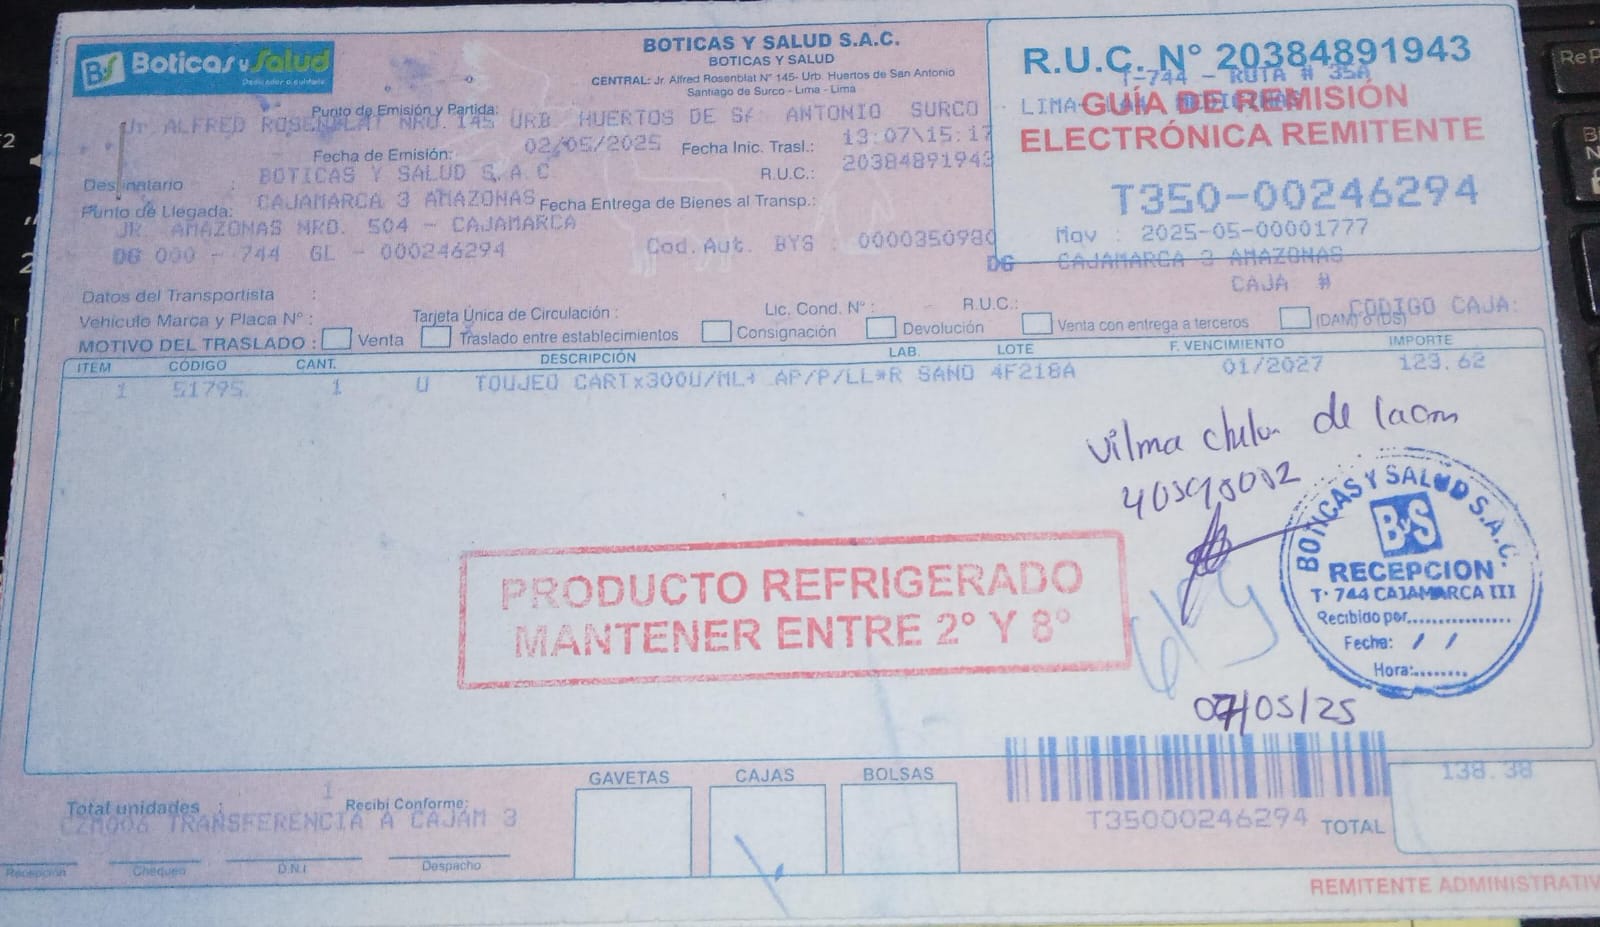 Boticas y Salud
Dedicados a cuidarte
BOTICAS Y SALUD S.A.C.
BOTICAS Y SALUD
CENTRAL: Jr. Alfred Rosenblat N° 145- Urb. Huertos de San Antonio
Santiago de Surco - Lima - Lima
R.U.C. N° 20384891943
T-744 - RUTA # 35A
LIMA-
GUÍA DE REMISIÓN
ELECTRÓNICA REMITENTE
T350-00246294
Mov : 2025-05-00001777
Punto de Emisión y Partida:
Jr. ALFRED ROSENBLAT NRO. 145 URB. HUERTOS DE SA ANTONIO SURCO
Fecha de Emisión: 02/05/2025 Fecha Inic. Trasl.: 13:07\15:17
Destinatario : BOTICAS Y SALUD S.A.C R.U.C.: 20384891943
CAJAMARCA 3 AMAZONAS Fecha Entrega de Bienes al Transp.:
Punto de Llegada: JR. AMAZONAS NRO. 504 - CAJAMARCA
DG 000 - 744 GL - 000246294 Cod. Aut. BYS : 0000350980
DG CAJAMARCA 3 AMAZONAS
CAJA #
CODIGO CAJA:
Datos del Transportista :
Vehículo Marca y Placa N° : Tarjeta Única de Circulación : Lic. Cond. N° : R.U.C.:
MOTIVO DEL TRASLADO : Venta Traslado entre establecimientos Consignación Devolución Venta con entrega a terceros (DAM) ó (DS)
ITEM CÓDIGO CANT. DESCRIPCIÓN LAB. LOTE F. VENCIMIENTO IMPORTE
1 51795 1 U TOUJEO CARTx300U/ML+ AP/P/LL*R SANO 4F218A 01/2027 123.62
vilma de
PRODUCTO REFRIGERADO
MANTENER ENTRE 2° Y 8°
BOTICAS Y SALUD S.A.C.
ByS
RECEPCION
T· 744 CAJAMARCA III
Recibido por...............
Fecha: / /
Hora:........
07/05/25
Total unidades : 1 Recibí Conforme:
CZM006 TRANSFERENCIA A CAJAM 3
Recepción Chequeo D.N.I Despacho
GAVETAS CAJAS BOLSAS
T35000246294
TOTAL 138.38
REMITENTE ADMINISTRATIV